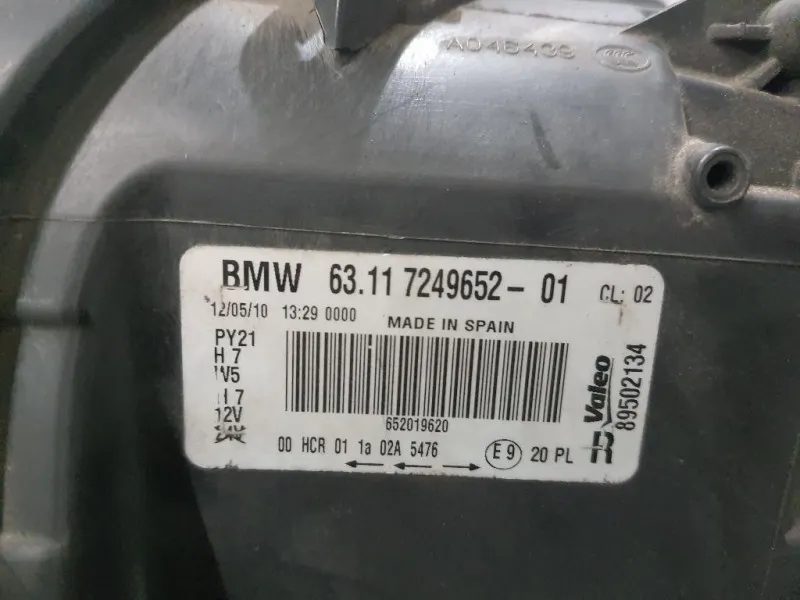 A046439
BMW 63.11 7249652 - 01 CL: 02
12/05/10 13:29 0000
MADE IN SPAIN
PY21
H 7
W5
H 7
12V
652019620
00 HCR 01 1a 02A 5476
E 9 20 PL
R Valeo
89502134